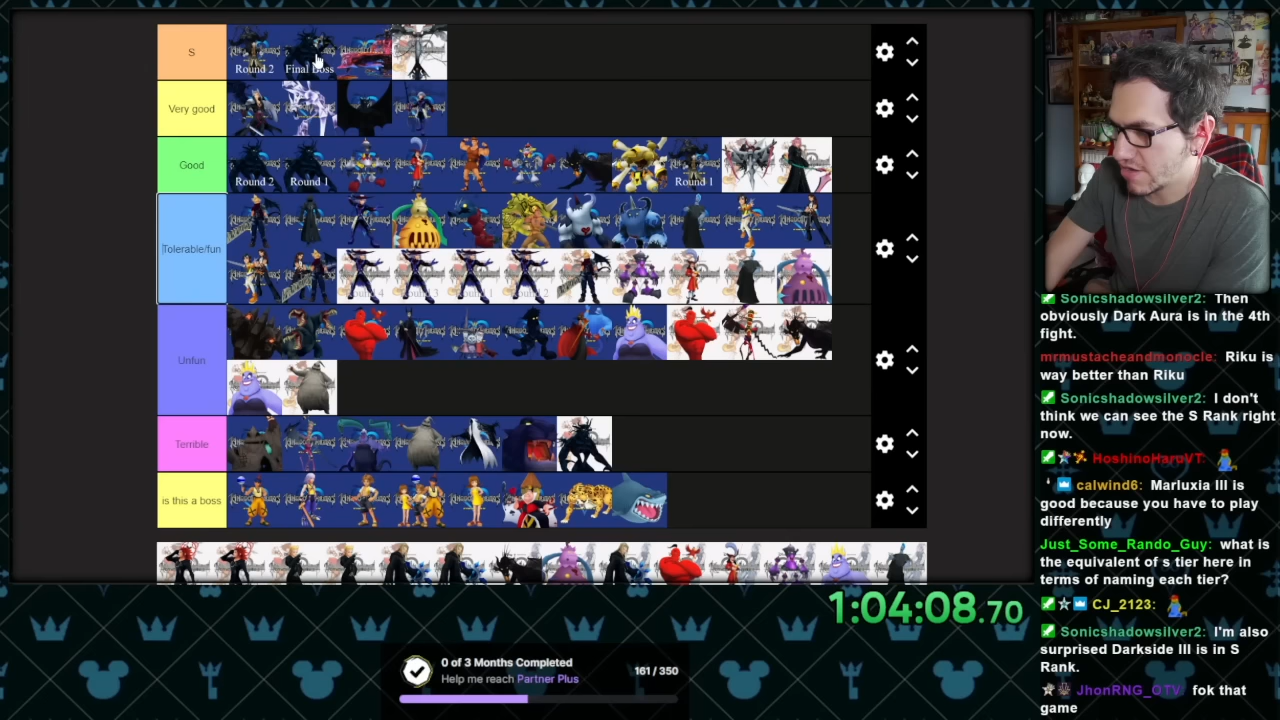 S
Round 2
Final Boss
Very good
Good
Round 2
Round 1
Round 1
Tolerable/fun
Unfun
Terrible
is this a boss
1:04:08.70
0 of 3 Months Completed
Help me reach Partner Plus
161 / 350
Sonicshadowsilver2: Then
obviously Dark Aura is in the 4th
fight.
mrmustacheandmonocle: Riku is
way better than Riku
Sonicshadowsilver2: I don't
think we can see the S Rank right
now.
HoshinoHaruVT:
calwind6: Marluxia III is
good because you have to play
differently
Just_Some_Rando_Guy: what is
the equivalent of s tier here in
terms of naming each tier?
CJ_2123:
Sonicshadowsilver2: I'm also
surprised Darkside III is in S
Rank.
JhonRNG_OTV: fok that
game